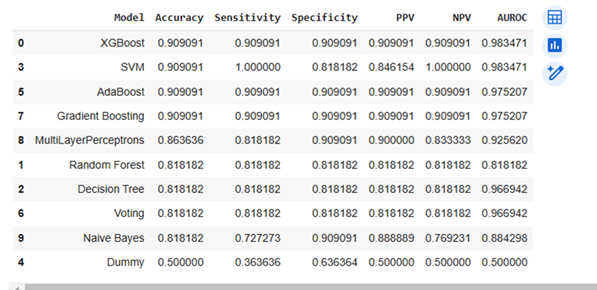 Model Accuracy Sensitivity Specificity PPV NPV AUROC
0 XGBoost 0.909091 0.909091 0.909091 0.909091 0.909091 0.983471
3 SVM 0.909091 1.000000 0.818182 0.846154 1.000000 0.983471
5 AdaBoost 0.909091 0.909091 0.909091 0.909091 0.909091 0.975207
7 Gradient Boosting 0.909091 0.909091 0.909091 0.909091 0.909091 0.975207
8 MultiLayerPerceptrons 0.863636 0.818182 0.909091 0.900000 0.833333 0.925620
1 Random Forest 0.818182 0.818182 0.818182 0.818182 0.818182 0.818182
2 Decision Tree 0.818182 0.818182 0.818182 0.818182 0.818182 0.966942
6 Voting 0.818182 0.818182 0.818182 0.818182 0.818182 0.966942
9 Naive Bayes 0.818182 0.727273 0.909091 0.888889 0.769231 0.884298
4 Dummy 0.500000 0.363636 0.636364 0.500000 0.500000 0.500000